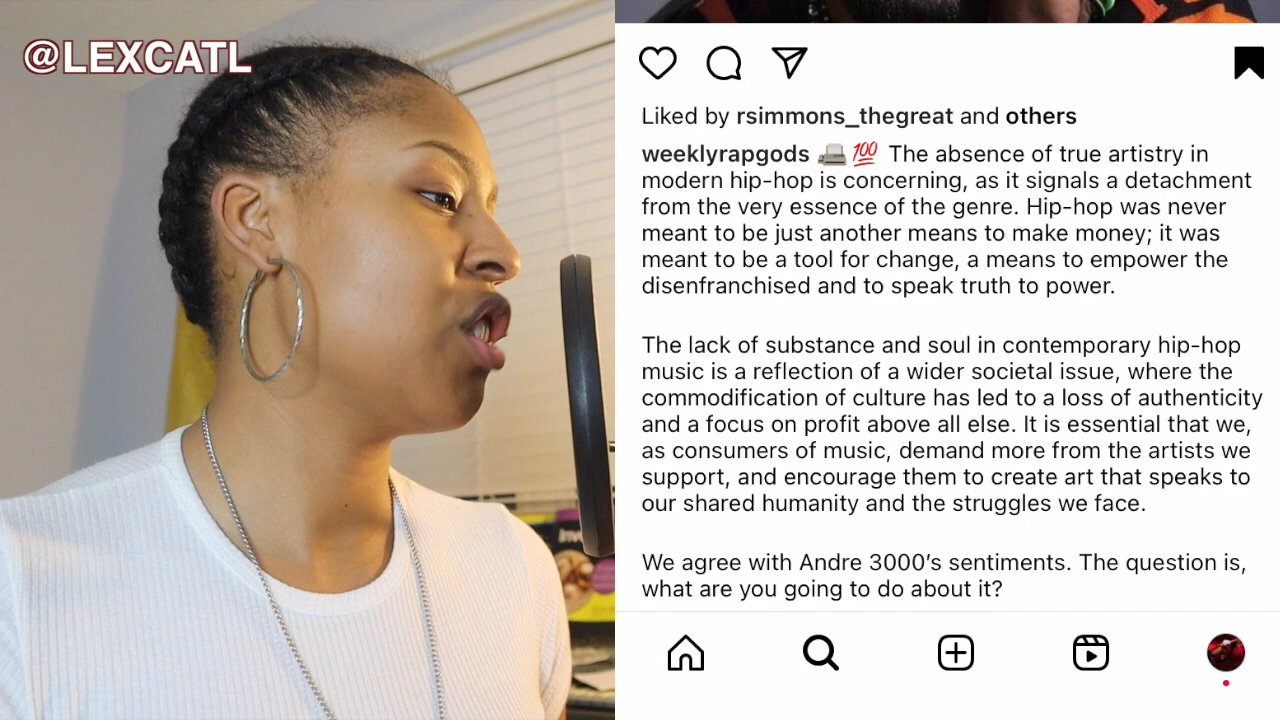 @LEXCATL
Liked by rsimmons_thegreat and others
weeklyrapgods 📠 💯 The absence of true artistry in
modern hip-hop is concerning, as it signals a detachment
from the very essence of the genre. Hip-hop was never
meant to be just another means to make money; it was
meant to be a tool for change, a means to empower the
disenfranchised and to speak truth to power.
The lack of substance and soul in contemporary hip-hop
music is a reflection of a wider societal issue, where the
commodification of culture has led to a loss of authenticity
and a focus on profit above all else. It is essential that we,
as consumers of music, demand more from the artists we
support, and encourage them to create art that speaks to
our shared humanity and the struggles we face.
We agree with Andre 3000’s sentiments. The question is,
what are you going to do about it?